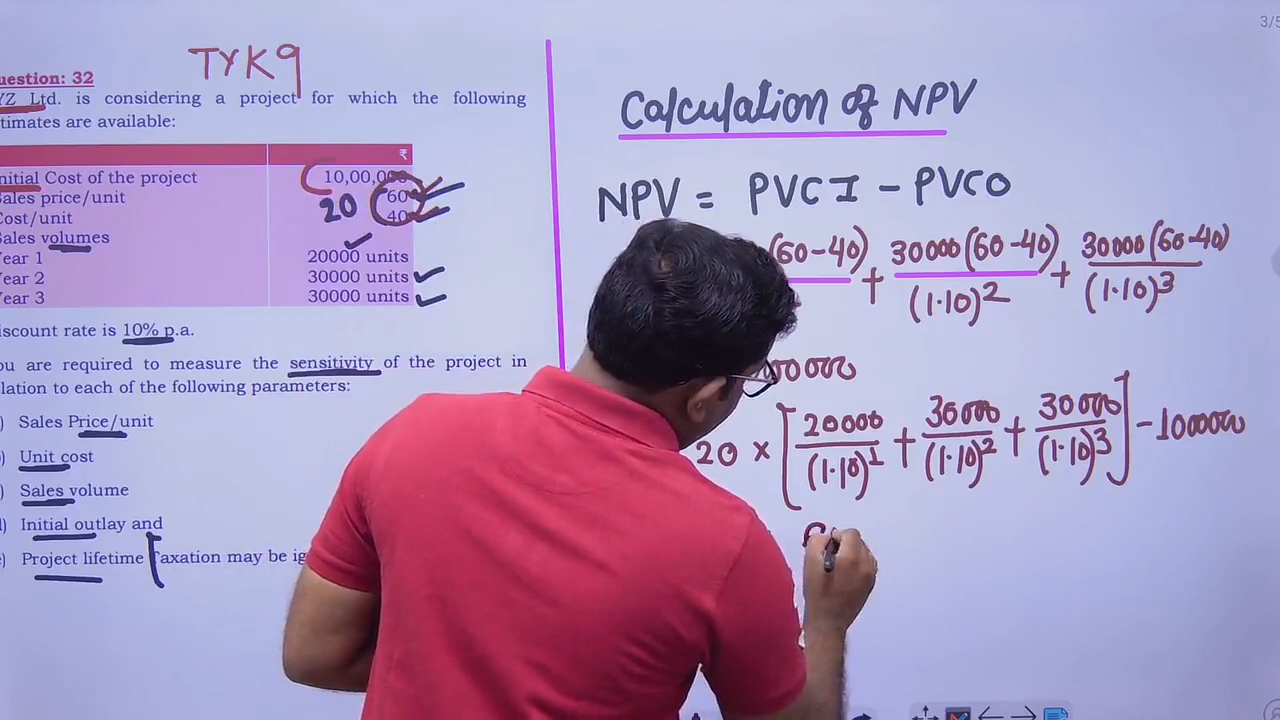 TYK9
uestion: 32
YZ Ltd. is considering a project for which the following
timates are available:
₹
nitial Cost of the project 10,00,000
ales price/unit 60
Cost/unit 40
20
ales volumes
ear 1 20000 units
ear 2 30000 units
ear 3 30000 units
iscount rate is 10% p.a.
ou are required to measure the sensitivity of the project in
lation to each of the following parameters:
) Sales Price/unit
) Unit cost
) Sales volume
) Initial outlay and
) Project lifetime Taxation may be ig
3/5
Calculation of NPV
NPV = PVCI - PVCO
(60-40) + 30000(60-40)/(1.10)^2 + 30000(60-40)/(1.10)^3
00000
20 × [20000/(1.10)^1 + 30000/(1.10)^2 + 30000/(1.10)^3] - 1000000